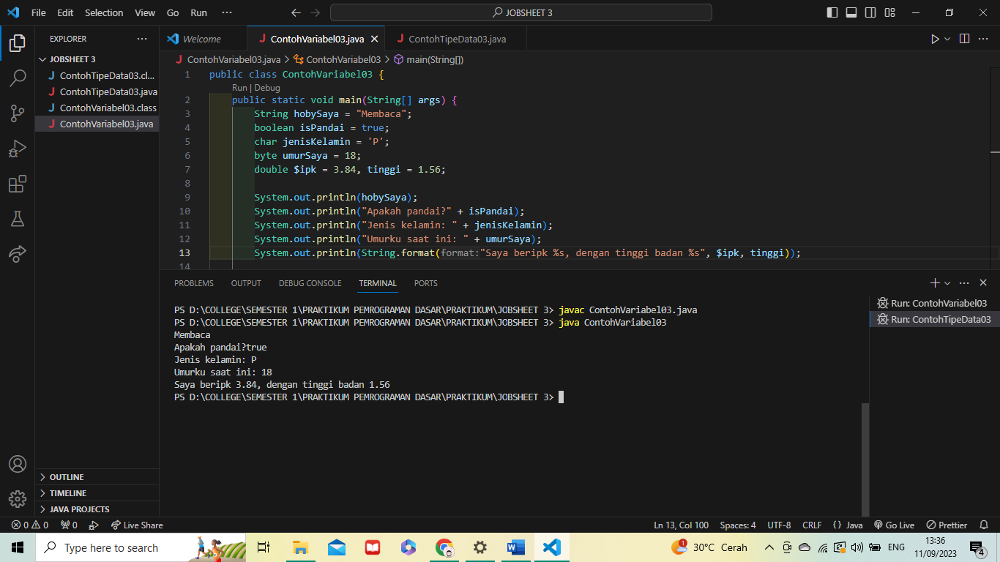 File Edit Selection View Go Run ··· JOBSHEET 3
EXPLORER ···
JOBSHEET 3
ContohTipeData03.cl...
ContohTipeData03.java
ContohVariabel03.class
ContohVariabel03.java
OUTLINE
TIMELINE
JAVA PROJECTS
Welcome ContohVariabel03.java ContohTipeData03.java
ContohVariabel03.java > ContohVariabel03 > main(String[])
1 public class ContohVariabel03 {
Run | Debug
2 public static void main(String[] args) {
3 String hobySaya = "Membaca";
4 boolean isPandai = true;
5 char jenisKelamin = 'P';
6 byte umurSaya = 18;
7 double $ipk = 3.84, tinggi = 1.56;
8
9 System.out.println(hobySaya);
10 System.out.println("Apakah pandai?" + isPandai);
11 System.out.println("Jenis kelamin: " + jenisKelamin);
12 System.out.println("Umurku saat ini: " + umurSaya);
13 System.out.println(String.format(format:"Saya beripk %s, dengan tinggi badan %s", $ipk, tinggi));
14
PROBLEMS OUTPUT DEBUG CONSOLE TERMINAL PORTS
PS D:\COLLEGE\SEMESTER 1\PRAKTIKUM PEMROGRAMAN DASAR\PRAKTIKUM\JOBSHEET 3> javac ContohVariabel03.java
PS D:\COLLEGE\SEMESTER 1\PRAKTIKUM PEMROGRAMAN DASAR\PRAKTIKUM\JOBSHEET 3> java ContohVariabel03
Membaca
Apakah pandai?true
Jenis kelamin: P
Umurku saat ini: 18
Saya beripk 3.84, dengan tinggi badan 1.56
PS D:\COLLEGE\SEMESTER 1\PRAKTIKUM PEMROGRAMAN DASAR\PRAKTIKUM\JOBSHEET 3>
Run: ContohVariabel03
Run: ContohTipeData03
0 0 0 Live Share Ln 13, Col 100 Spaces: 4 UTF-8 CRLF {} Java Go Live Prettier
Type here to search 1 30°C Cerah ENG 13:36
11/09/2023 4